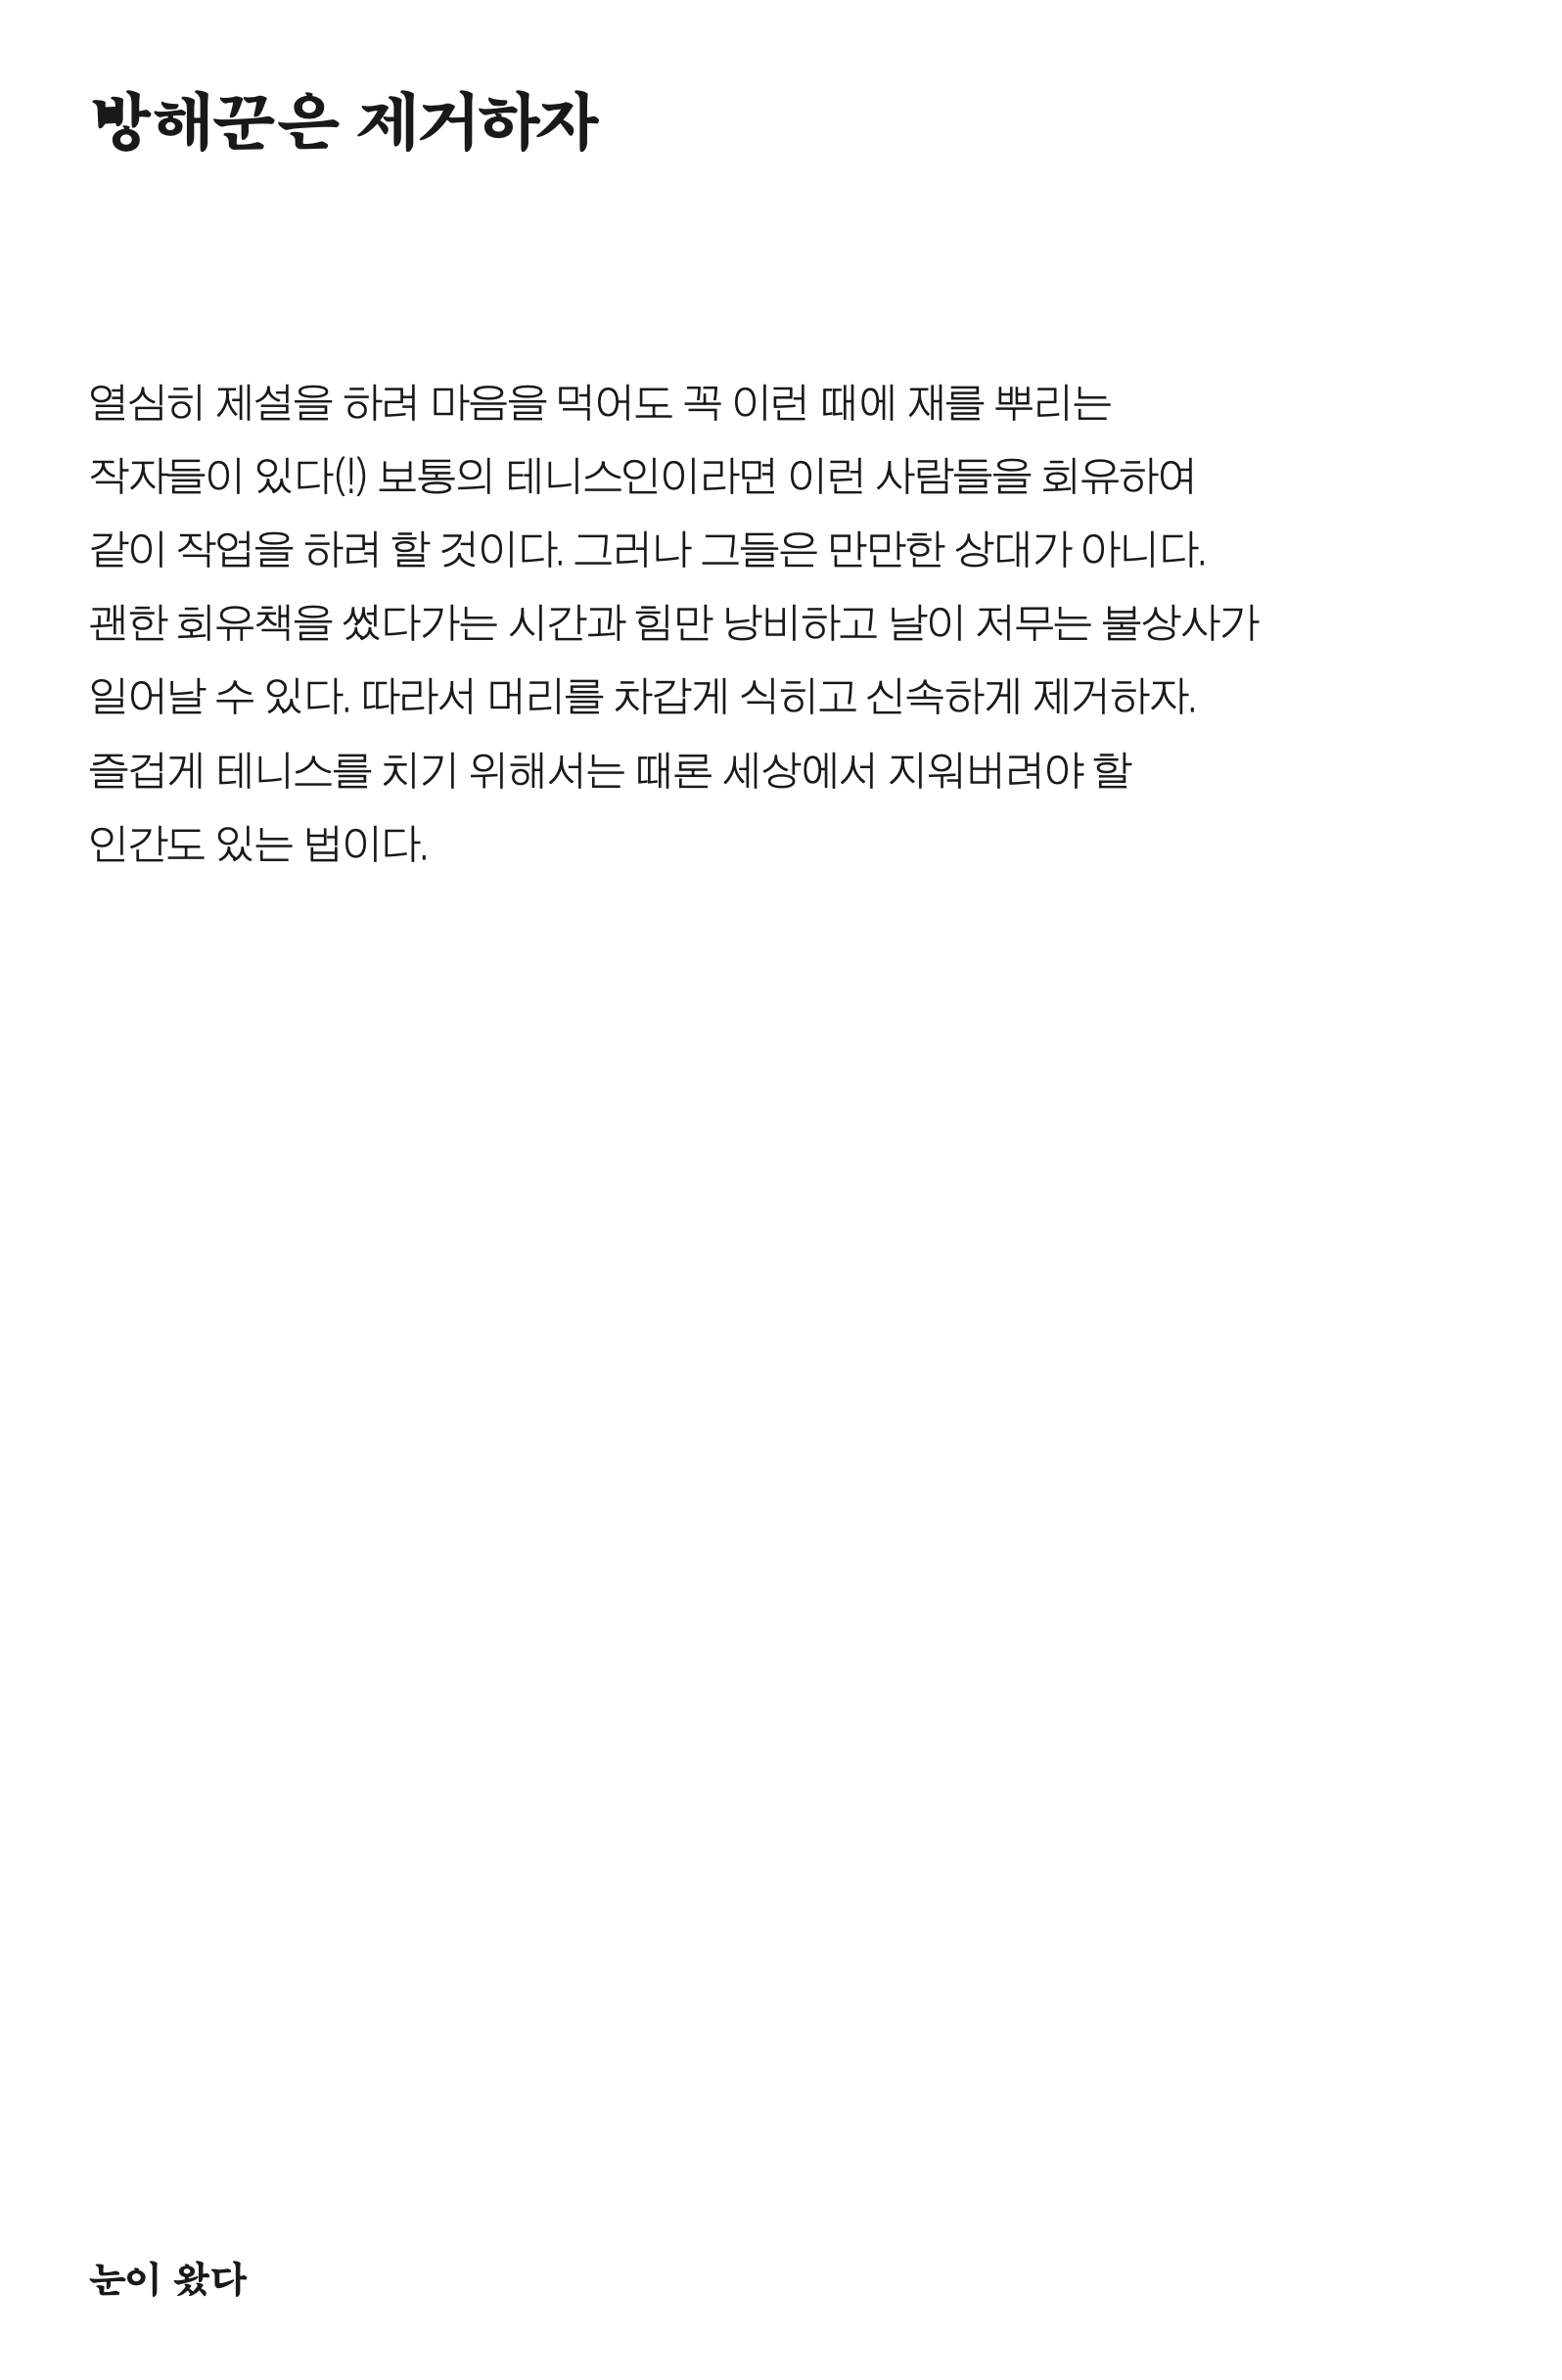 방해꾼은 제거하자
열심히 제설을 하려 마음을 먹어도 꼭 이런 때에 재를 뿌리는
작자들이 있다(!) 보통의 테니스인이라면 이런 사람들을 회유하여
같이 작업을 하려 할 것이다. 그러나 그들은 만만한 상대가 아니다.
괜한 회유책을 썼다가는 시간과 힘만 낭비하고 날이 저무는 불상사가
일어날 수 있다. 따라서 머리를 차갑게 식히고 신속하게 제거하자.
즐겁게 테니스를 치기 위해서는 때론 세상에서 지워버려야 할
인간도 있는 법이다.
눈이 왔다